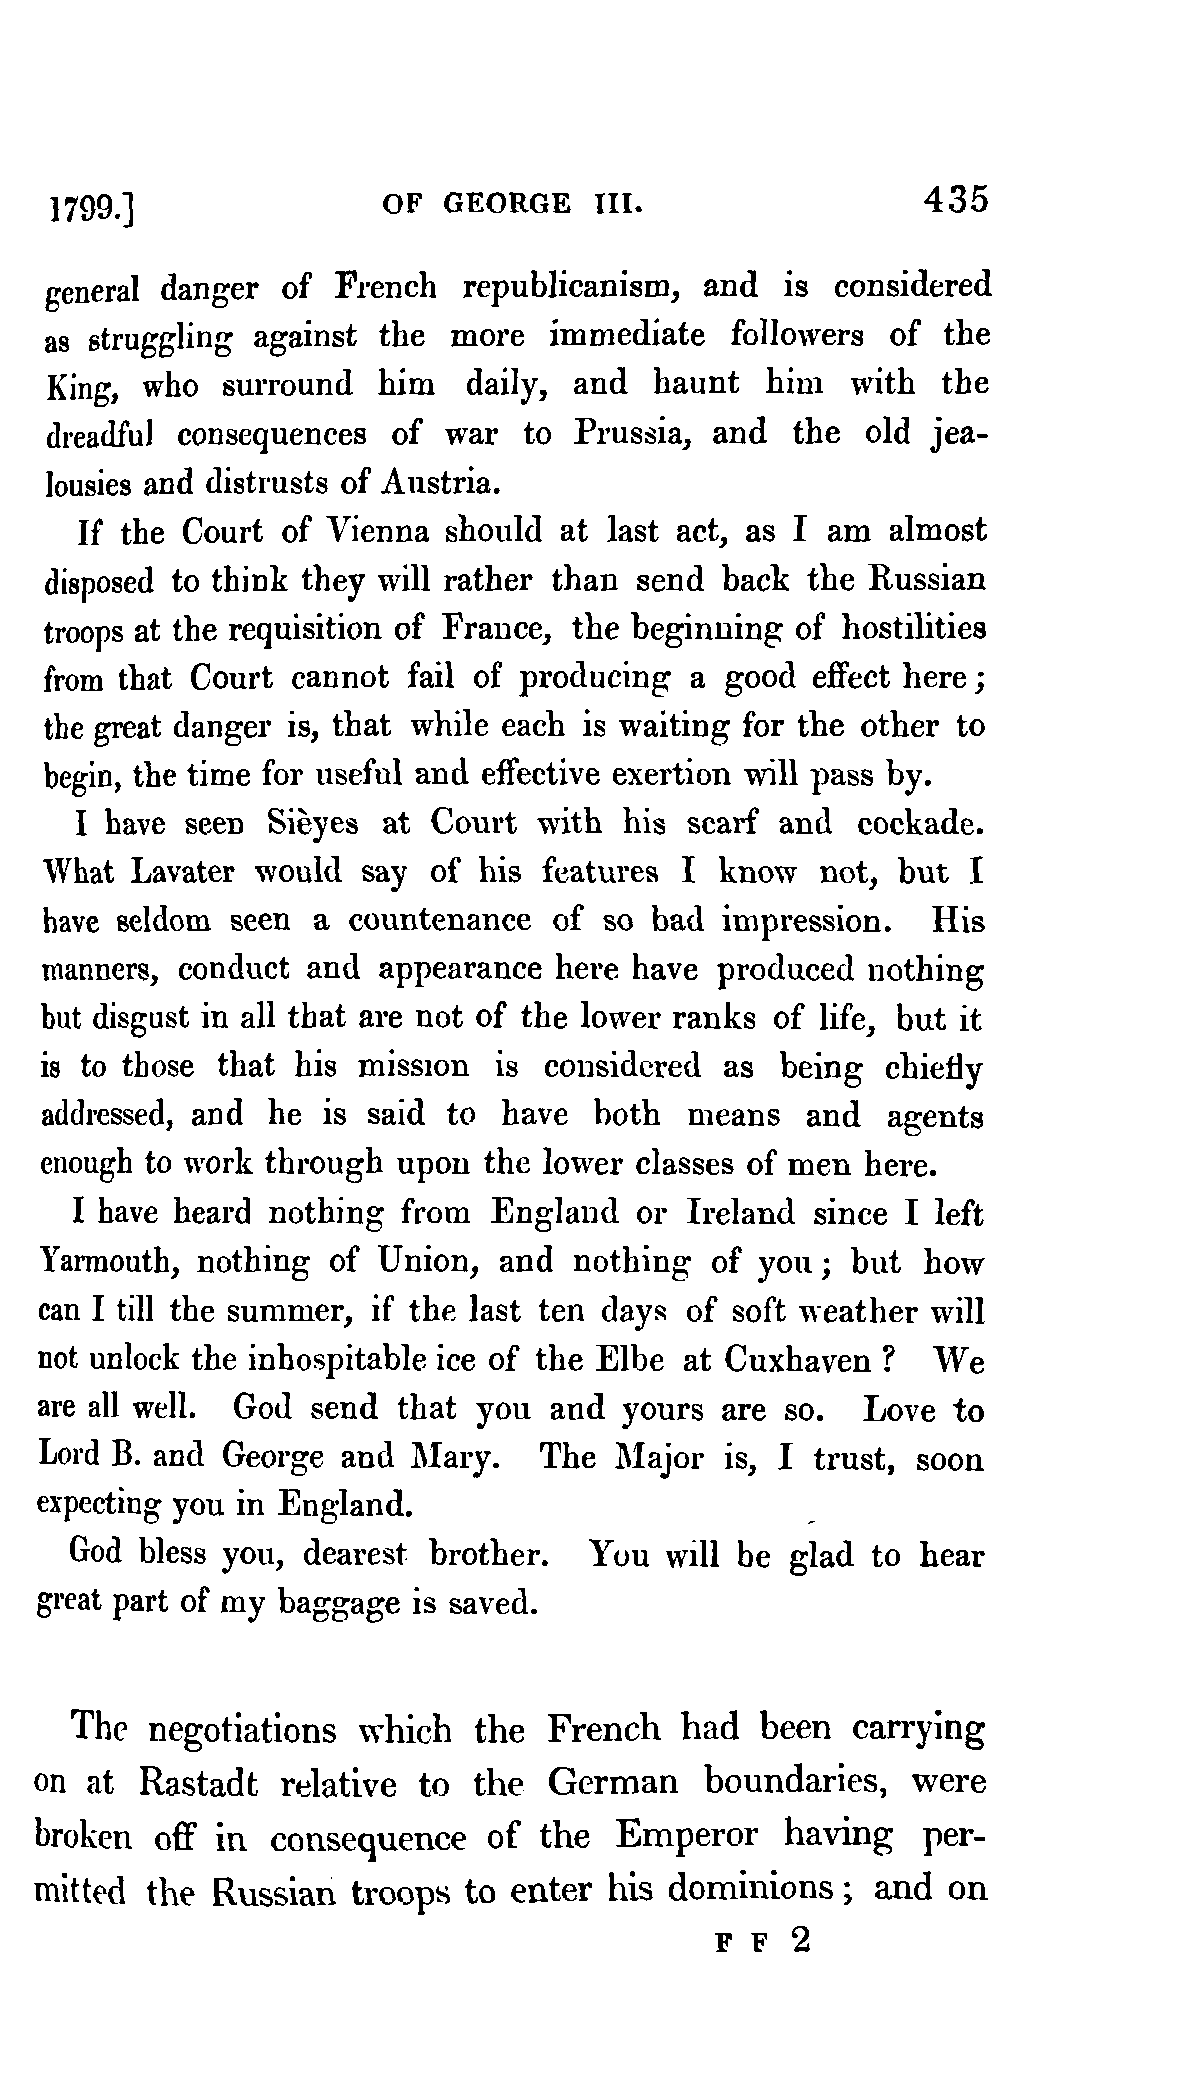 1799.] OF GEORGE III. 435
general danger of French republicanism, and is considered
as struggling against the more immediate followers of the
King, who surround him daily, and haunt him with the
dreadful consequences of war to Prussia, and the old jea-
lousies and distrusts of Austria.
If the Court of Vienna should at last act, as I am almost
disposed to think they will rather than send back the Russian
troops at the requisition of France, the beginning of hostilities
from that Court cannot fail of producing a good effect here;
the great danger is, that while each is waiting for the other to
begin, the time for useful and effective exertion will pass by.
I have seen Sièyes at Court with his scarf and cockade.
What Lavater would say of his features I know not, but I
have seldom seen a countenance of so bad impression. His
manners, conduct and appearance here have produced nothing
but disgust in all that are not of the lower ranks of life, but it
is to those that his mission is considered as being chiefly
addressed, and he is said to have both means and agents
enough to work through upon the lower classes of men here.
I have heard nothing from England or Ireland since I left
Yarmouth, nothing of Union, and nothing of you; but how
can I till the summer, if the last ten days of soft weather will
not unlock the inhospitable ice of the Elbe at Cuxhaven? We
are all well. God send that you and yours are so. Love to
Lord B. and George and Mary. The Major is, I trust, soon
expecting you in England.
God bless you, dearest brother. You will be glad to hear
great part of my baggage is saved.
The negotiations which the French had been carrying
on at Rastadt relative to the German boundaries, were
broken off in consequence of the Emperor having per-
mitted the Russian troops to enter his dominions; and on
F F 2